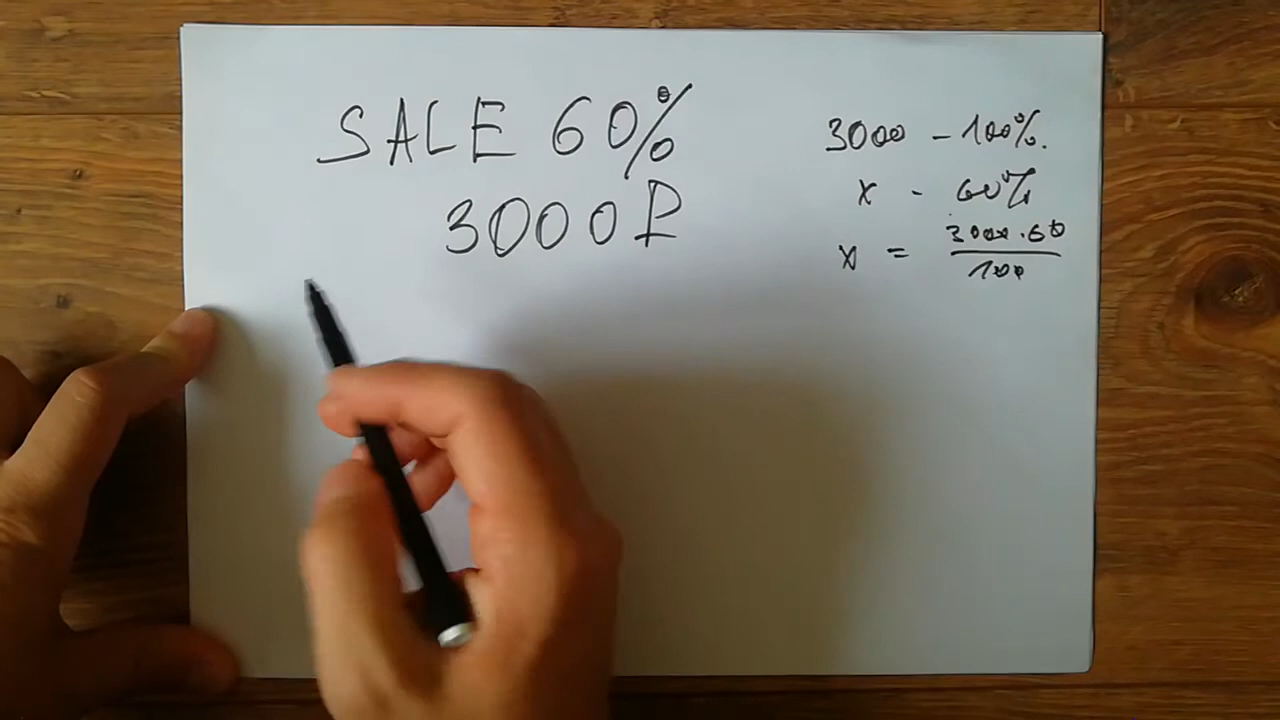 SALE 60%
3000₽
3000 - 100%.
x - 60%
x = 3000 · 60
100